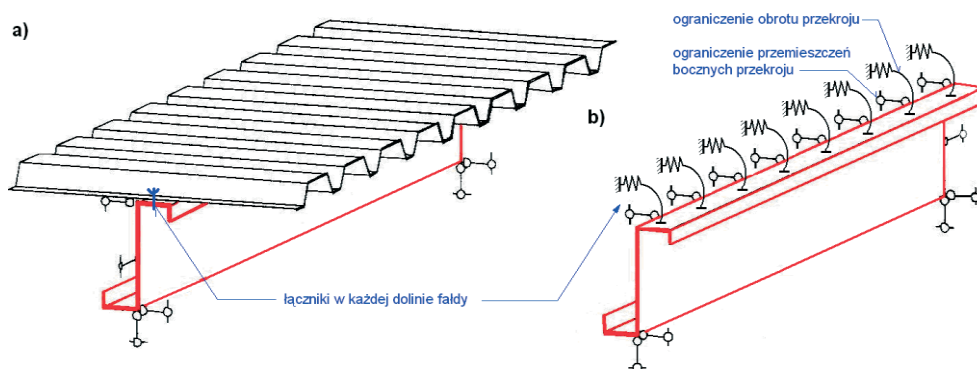 a)
ograniczenie obrotu przekroju
ograniczenie przemieszczeń
bocznych przekroju
b)
łączniki w każdej dolinie fałdy